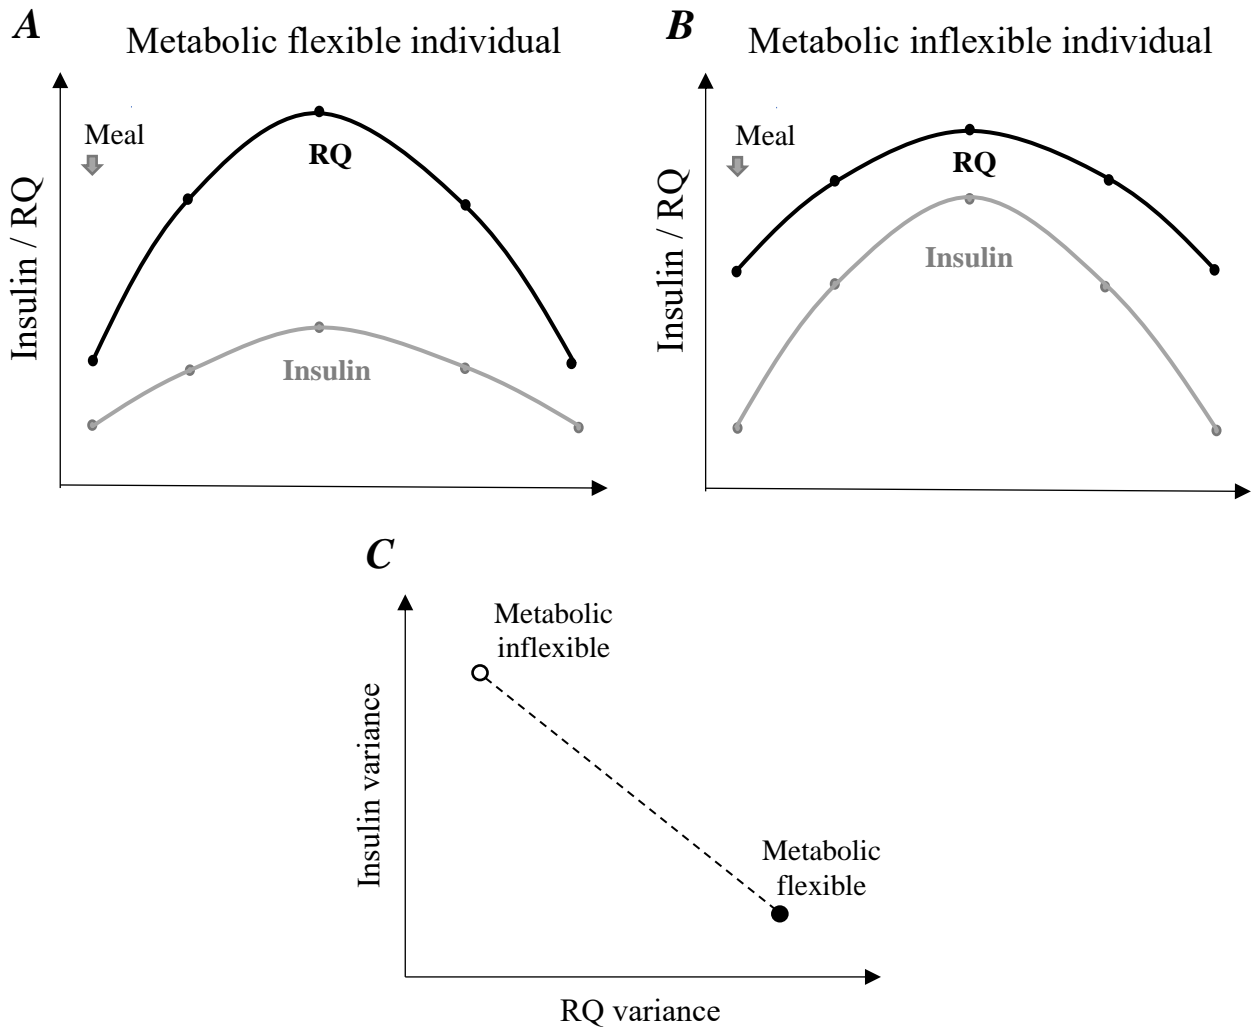 A
Metabolic flexible individual
Meal
RQ
Insulin
Insulin / RQ
B
Metabolic inflexible individual
Meal
RQ
Insulin
Insulin / RQ
C
Metabolic
inflexible
Metabolic
flexible
Insulin variance
RQ variance